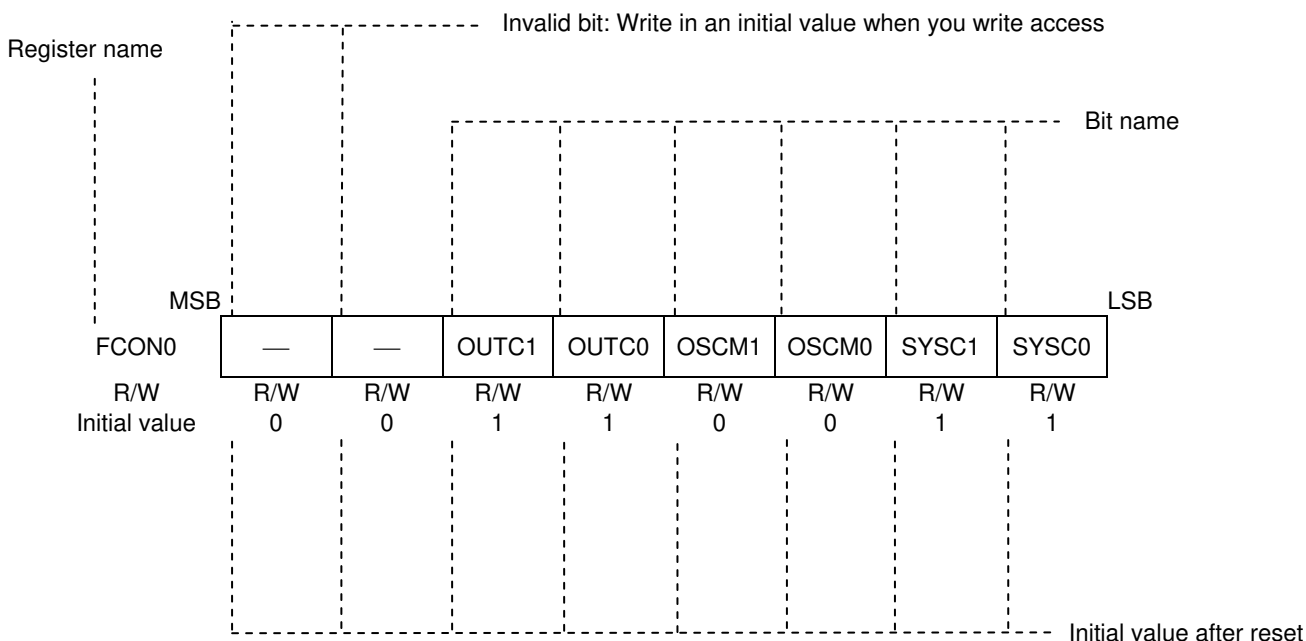 Invalid bit: Write in an initial value when you write access
Register name
Bit name
MSB LSB
FCON0 — — OUTC1 OUTC0 OSCM1 OSCM0 SYSC1 SYSC0
R/W R/W R/W R/W R/W R/W R/W R/W R/W
Initial value 0 0 1 1 0 0 1 1
Initial value after reset